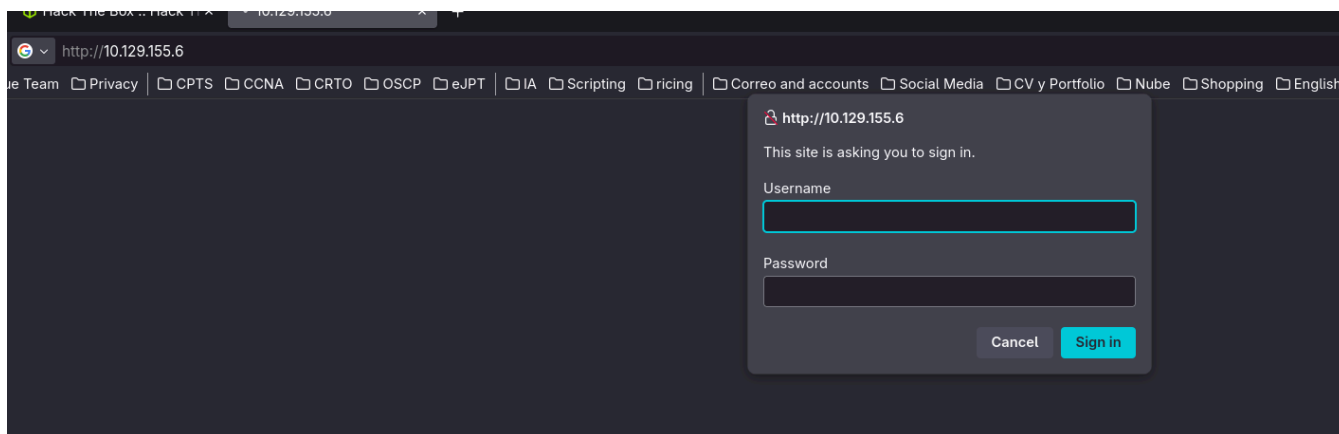 Hack The Box :: Hack Th × 10.129.155.6 × +
http://10.129.155.6
ue Team Privacy CPTS CCNA CRTO OSCP eJPT IA Scripting ricing Correo and accounts Social Media CV y Portfolio Nube Shopping English
http://10.129.155.6
This site is asking you to sign in.
Username
Password
Cancel Sign in